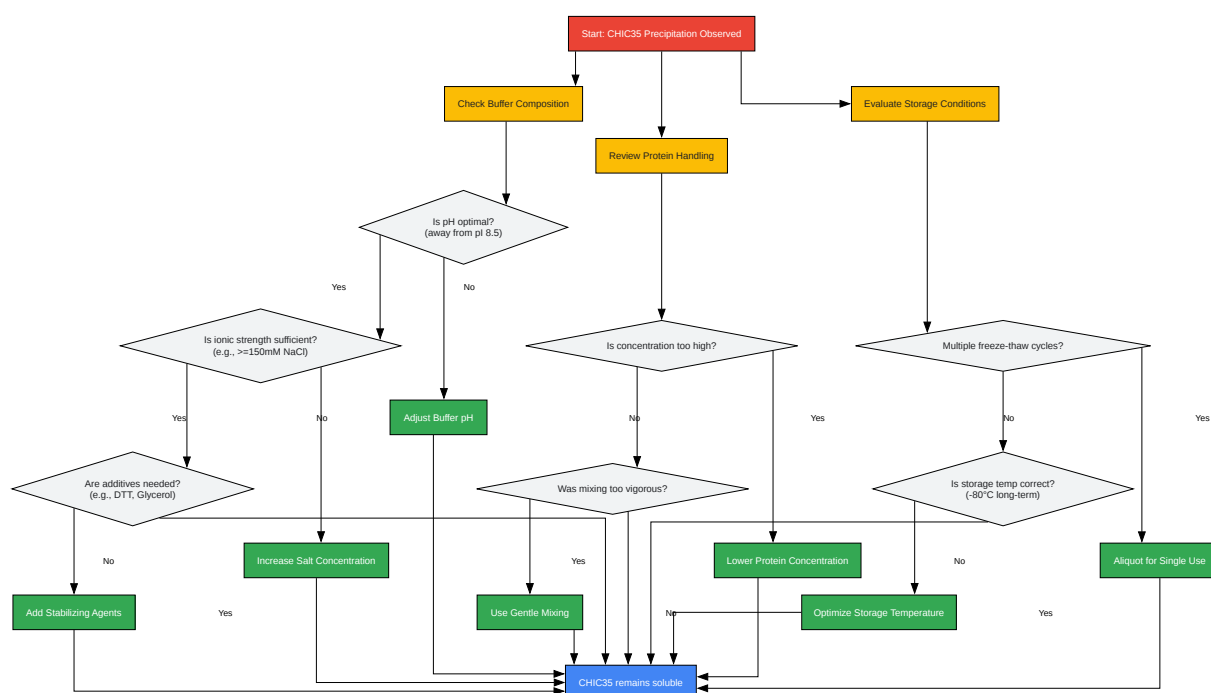 Start: CHIC35 Precipitation Observed
Check Buffer Composition
Evaluate Storage Conditions
Review Protein Handling
Is pH optimal?
(away from pI 8.5)
Yes
No
Is ionic strength sufficient?
(e.g., >=150mM NaCl)
Is concentration too high?
Multiple freeze-thaw cycles?
Yes
No
Adjust Buffer pH
No
Yes
No
Yes
Are additives needed?
(e.g., DTT, Glycerol)
Was mixing too vigorous?
Is storage temp correct?
(-80°C long-term)
No
Increase Salt Concentration
Yes
Lower Protein Concentration
No
Aliquot for Single Use
Add Stabilizing Agents
Yes
Use Gentle Mixing
No
Optimize Storage Temperature
Yes
CHIC35 remains soluble